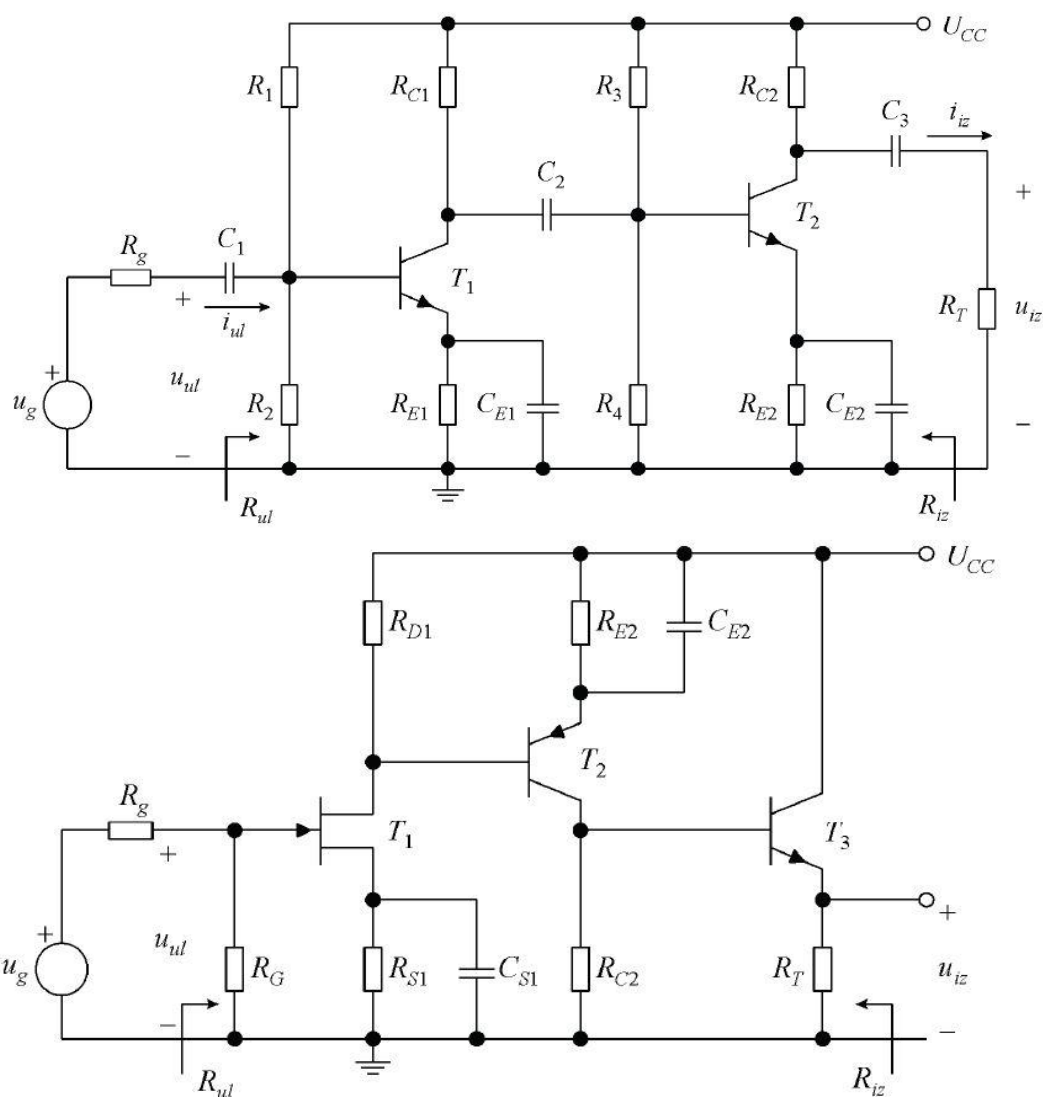 U_CC
R_1 R_C1 R_3 R_C2
C_3 i_iz
C_2
T_2 +
R_g C_1
T_1
+ i_ul R_T u_iz
+ u_ul
u_g R_2 R_E1 C_E1 R_4 R_E2 C_E2
− −
R_ul R_iz
U_CC
R_D1 R_E2 C_E2
T_2
R_g
T_1 T_3
+
+ u_ul +
u_g R_G R_S1 C_S1 R_C2 R_T u_iz
− −
R_ul R_iz